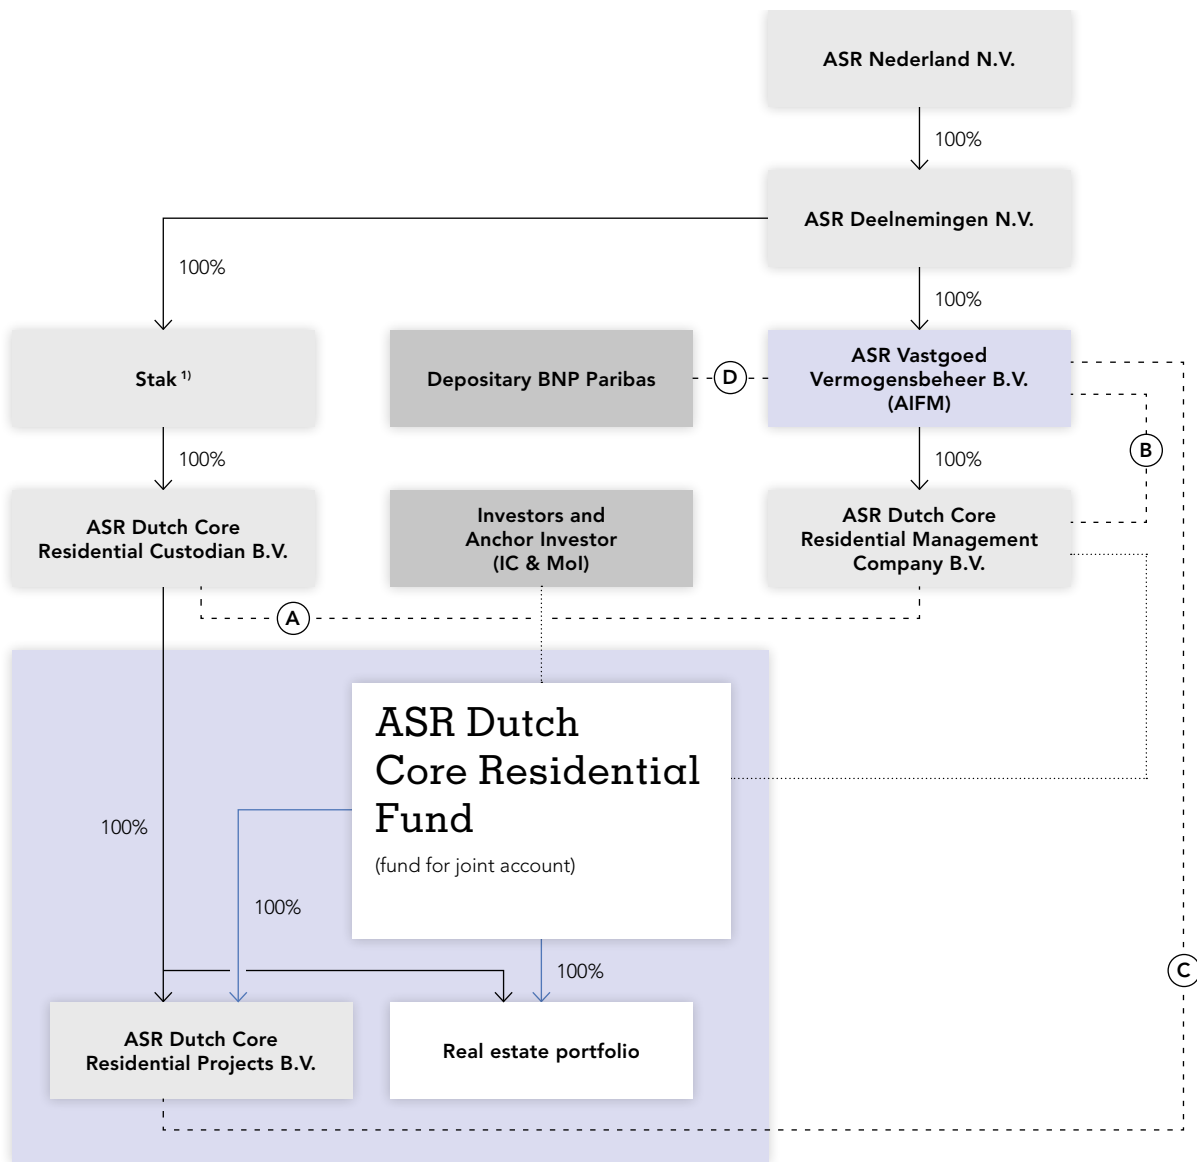 ASR Nederland N.V.
100%
ASR Deelnemingen N.V.
100%
100%
Stak 1)
Depositary BNP Paribas
D
ASR Vastgoed
Vermogensbeheer B.V.
(AIFM)
B
100%
100%
ASR Dutch Core
Residential Custodian B.V.
Investors and
Anchor Investor
(IC & MoI)
ASR Dutch Core
Residential Management
Company B.V.
A
ASR Dutch
Core Residential
Fund
(fund for joint account)
100%
100%
100%
C
ASR Dutch Core
Residential Projects B.V.
Real estate portfolio